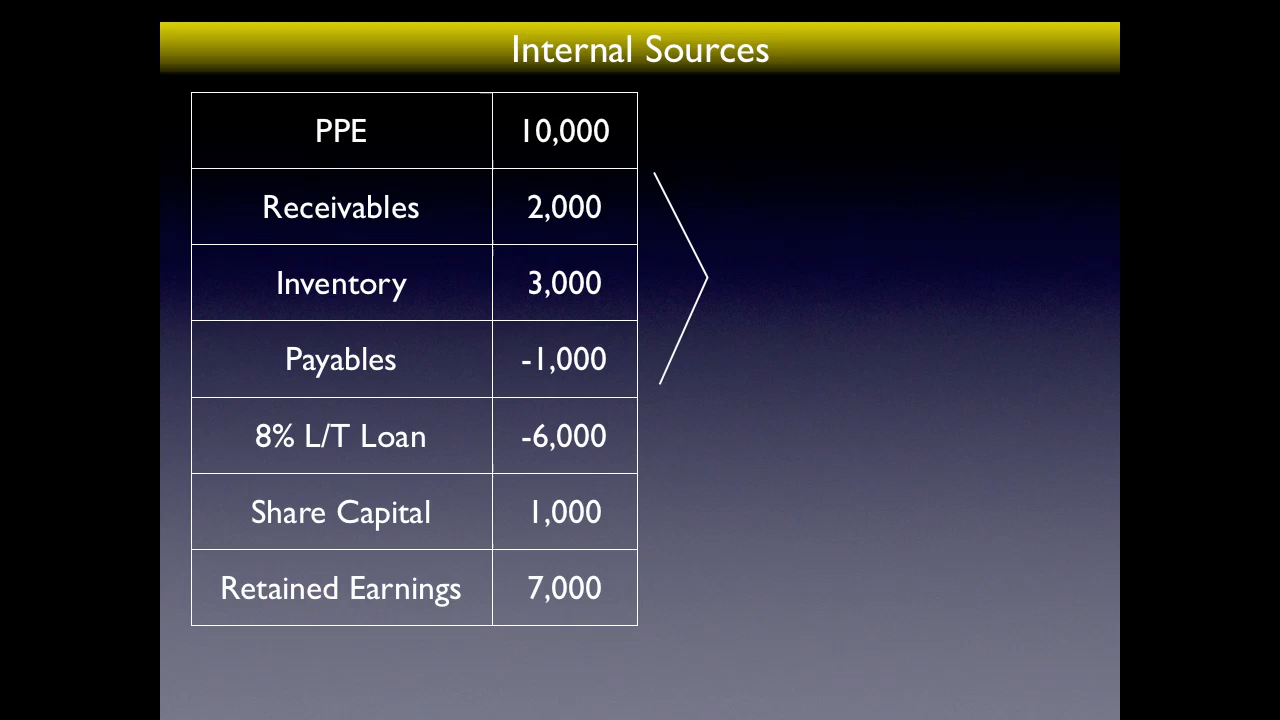 Internal Sources
PPE 10,000
Receivables 2,000
Inventory 3,000
Payables -1,000
8% L/T Loan -6,000
Share Capital 1,000
Retained Earnings 7,000